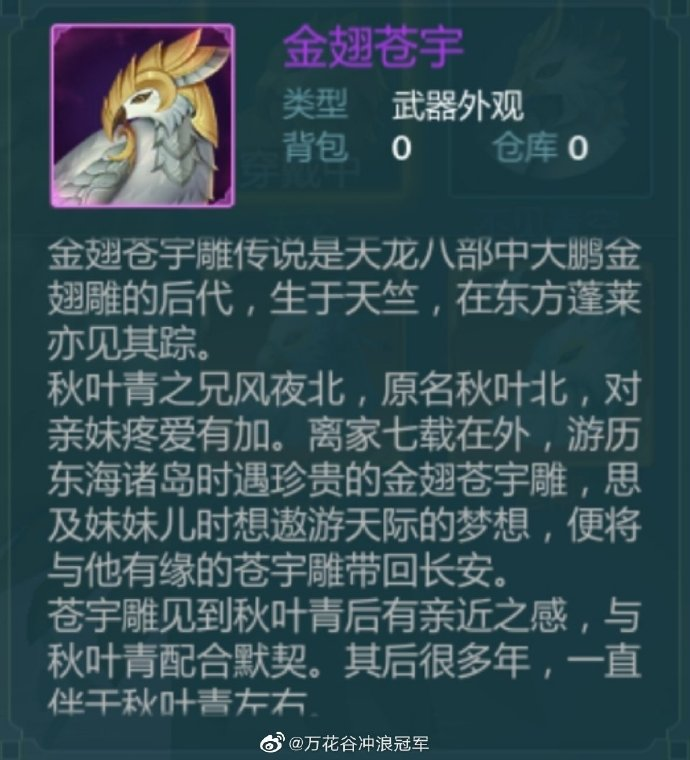 金翅苍宇
类型 武器外观
背包 0 仓库 0
穿戴中
金翅苍宇雕传说是天龙八部中大鹏金
翅雕的后代，生于天竺，在东方蓬莱
亦见其踪。
秋叶青之兄风夜北，原名秋叶北，对
亲妹疼爱有加。离家七载在外，游历
东海诸岛时遇珍贵的金翅苍宇雕，思
及妹妹儿时想遨游天际的梦想，便将
与他有缘的苍宇雕带回长安。
苍宇雕见到秋叶青后有亲近之感，与
秋叶青配合默契。其后很多年，一直
伴于秋叶青左右。
@万花谷冲浪冠军